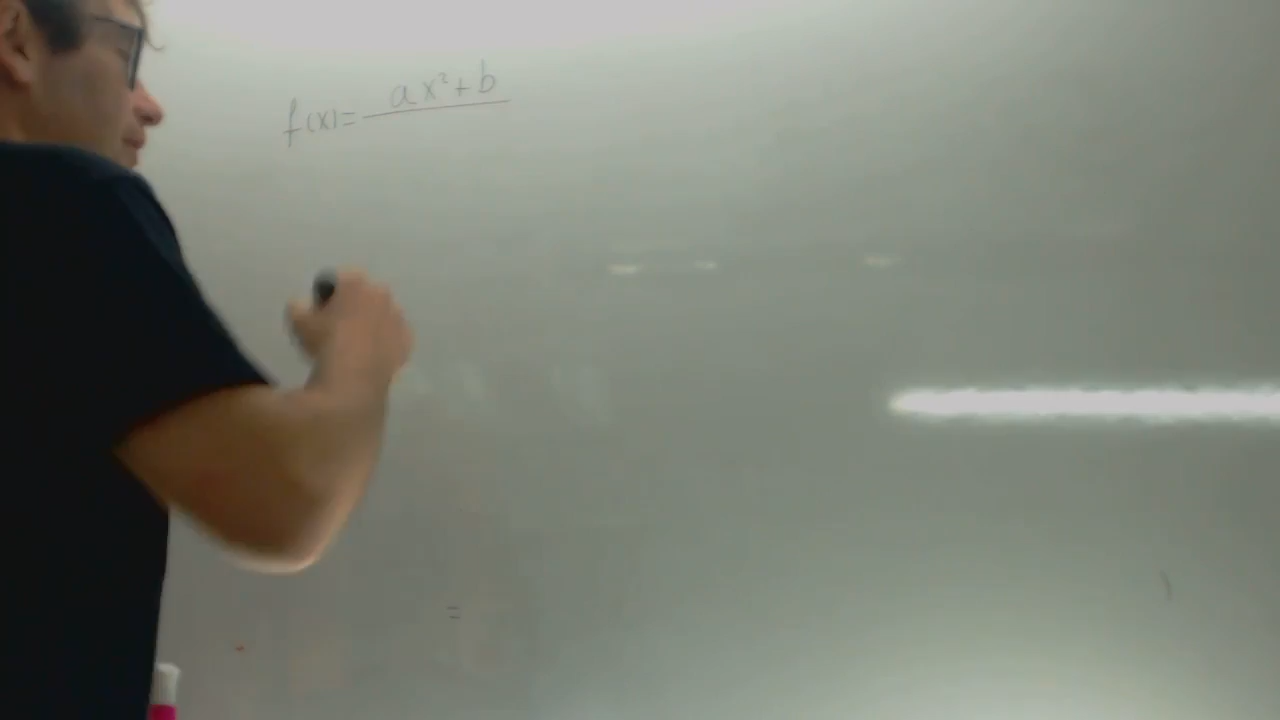 f(x)= ax²+b
=